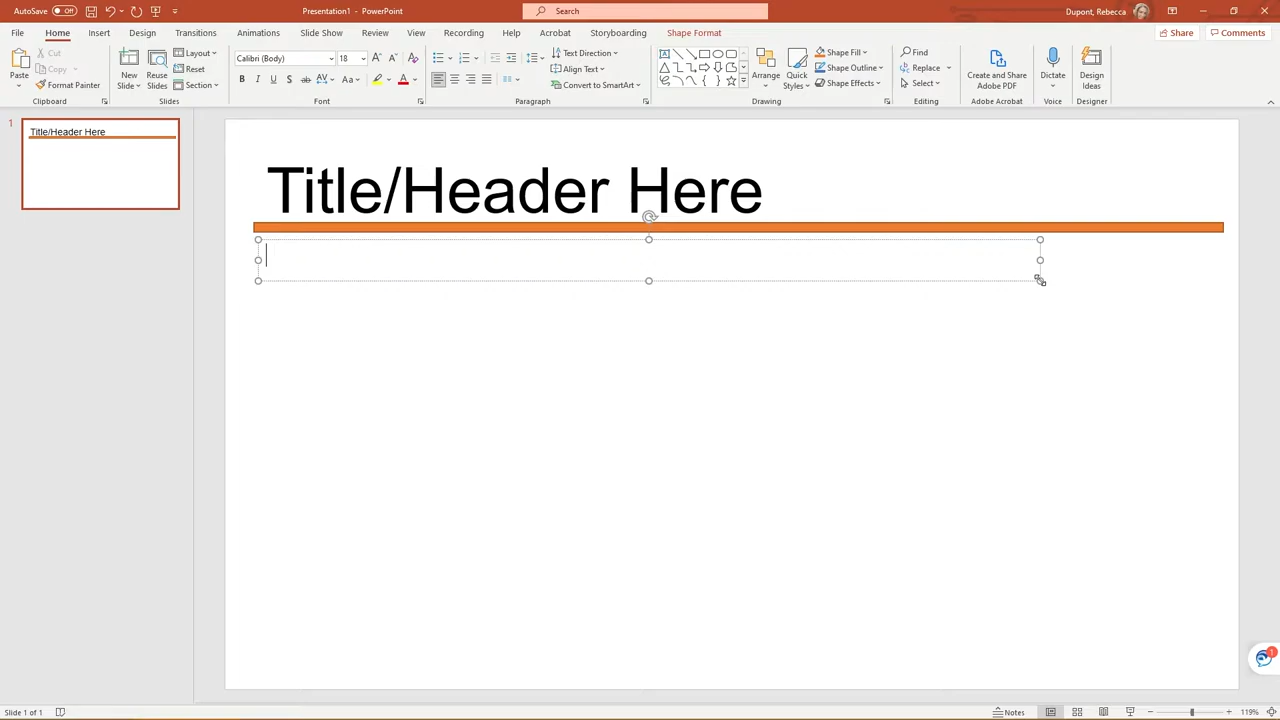 AutoSave Off Presentation1 - PowerPoint Search Dupont, Rebecca
File Home Insert Design Transitions Animations Slide Show Review View Recording Help Acrobat Storyboarding Shape Format Share Comments
Paste Cut Copy Format Painter Clipboard
New Slide Reuse Slides Layout Reset Section Slides
Calibri (Body) 18 A A A B I U S ab AV Aa A Font
Text Direction Align Text Convert to SmartArt Paragraph
Arrange Quick Styles Shape Fill Shape Outline Shape Effects Drawing
Find Replace Select Editing
Create and Share Adobe PDF Adobe Acrobat
Dictate Voice
Design Ideas Designer
1
Title/Header Here
Title/Header Here
1
Slide 1 of 1 Notes 119%